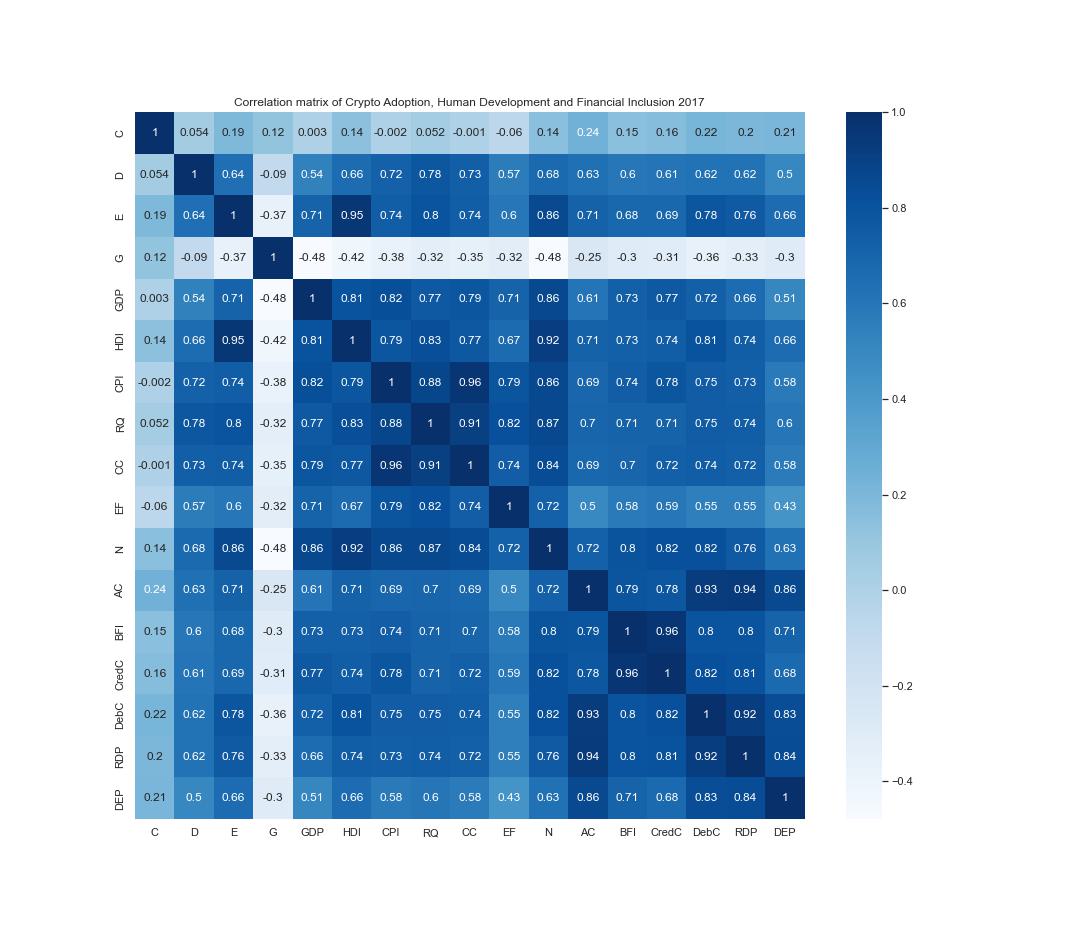 Correlation matrix of Crypto Adoption, Human Development and Financial Inclusion 2017
C 1 0.054 0.19 0.12 0.003 0.14 -0.002 0.052 -0.001 -0.06 0.14 0.24 0.15 0.16 0.22 0.2 0.21
D 0.054 1 0.64 -0.09 0.54 0.66 0.72 0.78 0.73 0.57 0.68 0.63 0.6 0.61 0.62 0.62 0.5
E 0.19 0.64 1 -0.37 0.71 0.95 0.74 0.8 0.74 0.6 0.86 0.71 0.68 0.69 0.78 0.76 0.66
G 0.12 -0.09 -0.37 1 -0.48 -0.42 -0.38 -0.32 -0.35 -0.32 -0.48 -0.25 -0.3 -0.31 -0.36 -0.33 -0.3
GDP 0.003 0.54 0.71 -0.48 1 0.81 0.82 0.77 0.79 0.71 0.86 0.61 0.73 0.77 0.72 0.66 0.51
HDI 0.14 0.66 0.95 -0.42 0.81 1 0.79 0.83 0.77 0.67 0.92 0.71 0.73 0.74 0.81 0.74 0.66
CPI -0.002 0.72 0.74 -0.38 0.82 0.79 1 0.88 0.96 0.79 0.86 0.69 0.74 0.78 0.75 0.73 0.58
RQ 0.052 0.78 0.8 -0.32 0.77 0.83 0.88 1 0.91 0.82 0.87 0.7 0.71 0.71 0.75 0.74 0.6
CC -0.001 0.73 0.74 -0.35 0.79 0.77 0.96 0.91 1 0.74 0.84 0.69 0.7 0.72 0.74 0.72 0.58
EF -0.06 0.57 0.6 -0.32 0.71 0.67 0.79 0.82 0.74 1 0.72 0.5 0.58 0.59 0.55 0.55 0.43
N 0.14 0.68 0.86 -0.48 0.86 0.92 0.86 0.87 0.84 0.72 1 0.72 0.8 0.82 0.82 0.76 0.63
AC 0.24 0.63 0.71 -0.25 0.61 0.71 0.69 0.7 0.69 0.5 0.72 1 0.79 0.78 0.93 0.94 0.86
BFI 0.15 0.6 0.68 -0.3 0.73 0.73 0.74 0.71 0.7 0.58 0.8 0.79 1 0.96 0.8 0.8 0.71
CredC 0.16 0.61 0.69 -0.31 0.77 0.74 0.78 0.71 0.72 0.59 0.82 0.78 0.96 1 0.82 0.81 0.68
DebC 0.22 0.62 0.78 -0.36 0.72 0.81 0.75 0.75 0.74 0.55 0.82 0.93 0.8 0.82 1 0.92 0.83
RDP 0.2 0.62 0.76 -0.33 0.66 0.74 0.73 0.74 0.72 0.55 0.76 0.94 0.8 0.81 0.92 1 0.84
DEP 0.21 0.5 0.66 -0.3 0.51 0.66 0.58 0.6 0.58 0.43 0.63 0.86 0.71 0.68 0.83 0.84 1
C D E G GDP HDI CPI RQ CC EF N AC BFI CredC DebC RDP DEP
1.0
0.8
0.6
0.4
0.2
0.0
−0.2
−0.4